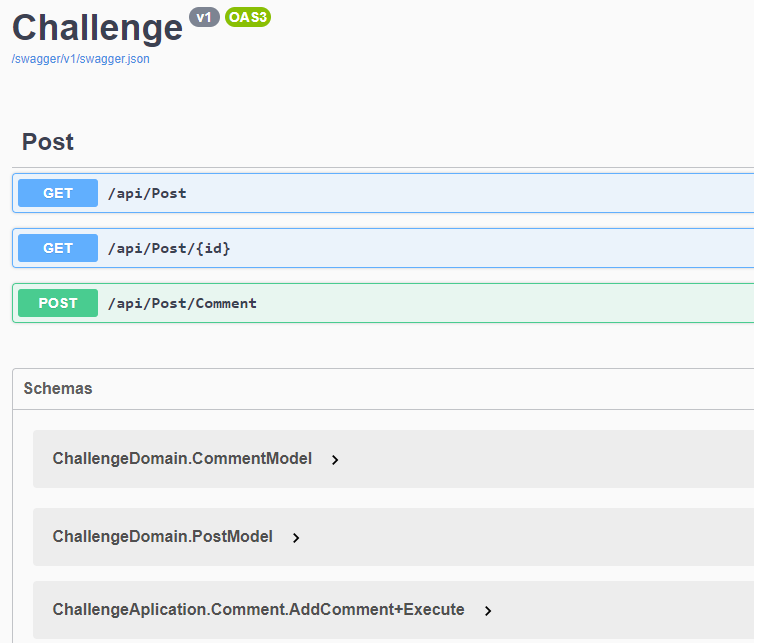 Challenge v1 OAS3
/swagger/v1/swagger.json
Post
GET /api/Post
GET /api/Post/{id}
POST /api/Post/Comment
Schemas
ChallengeDomain.CommentModel
ChallengeDomain.PostModel
ChallengeAplication.Comment.AddComment+Execute